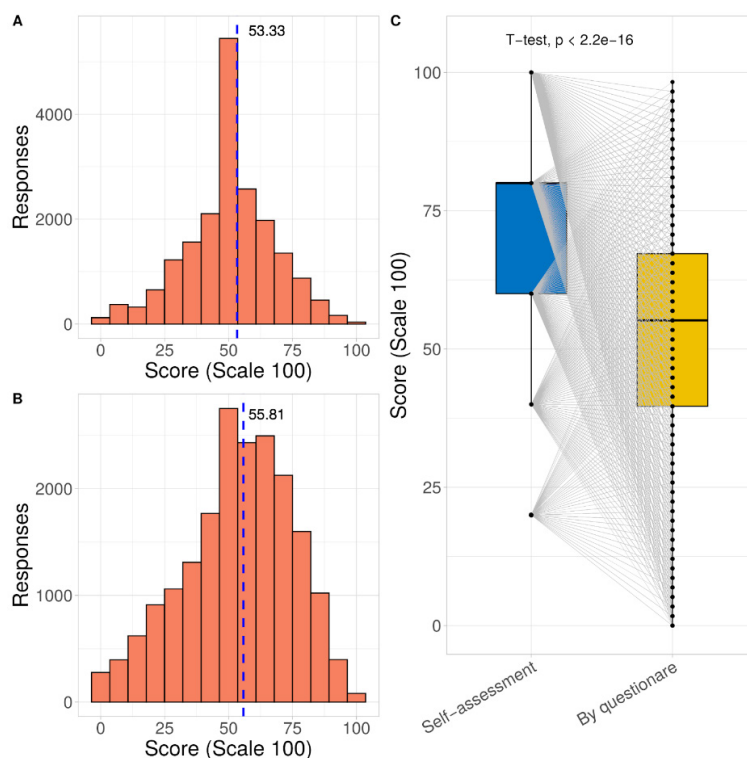 A
53.33
4000
2000
0
Responses
0
25
50
75
100
Score (Scale 100)
B
55.81
2000
1000
0
Responses
0
25
50
75
100
Score (Scale 100)
C
T−test, p < 2.2e−16
100
75
50
25
0
Score (Scale 100)
Self−assessment
By questionare